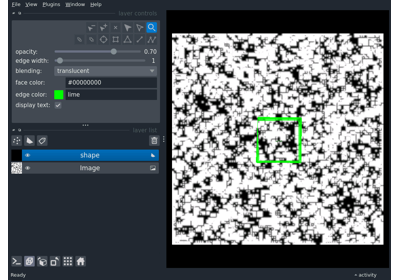 File View Plugins Window Help
layer controls
opacity: 0.70
edge width: 1
blending: translucent
face color: #00000000
edge color: lime
display text:
layer list
shape
Image
Ready
activity